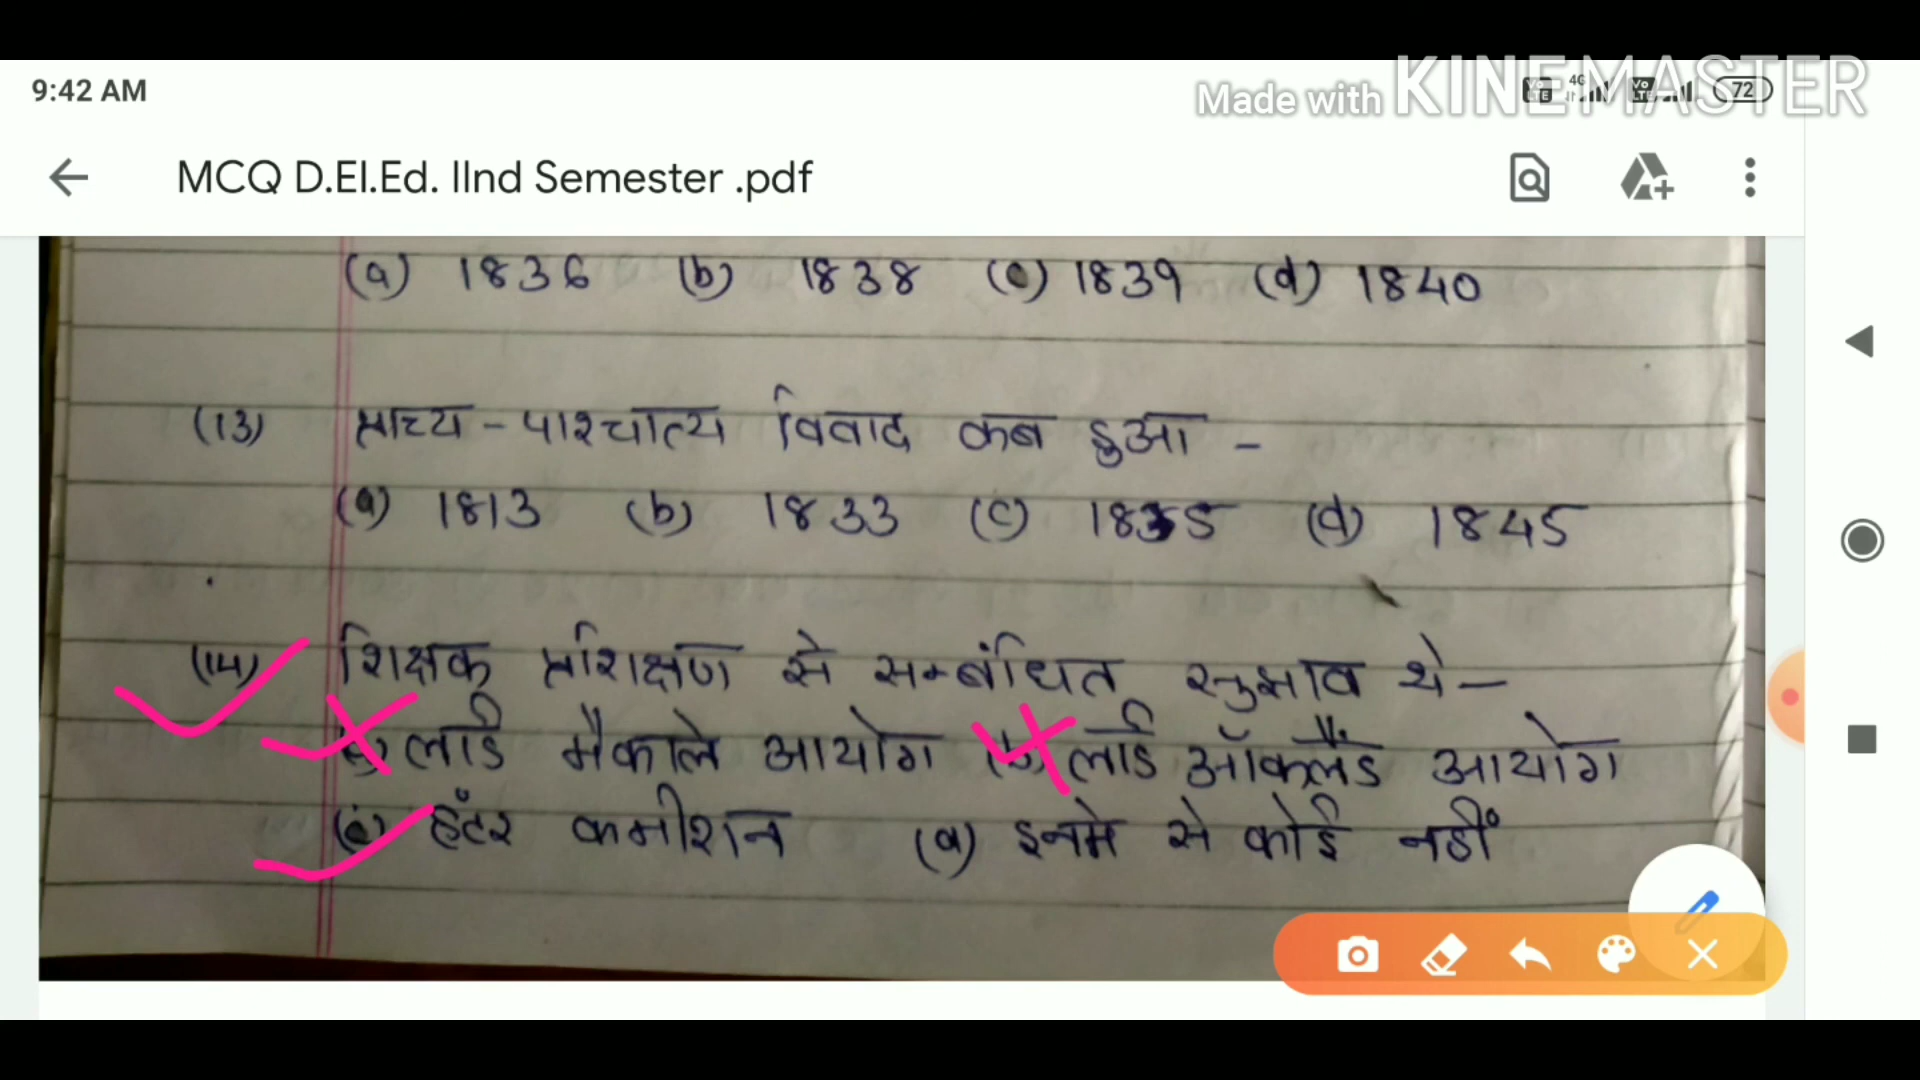 9:42 AM
Made with KINEMASTER
72
MCQ D.El.Ed. IInd Semester .pdf
(a) 1836 (b) 1838 (c) 1839 (d) 1840
(13) प्राच्य - पाश्चात्य विवाद कब हुआ -
(a) 1813 (b) 1833 (c) 1835 (d) 1845
(14) शिक्षक प्रशिक्षण से सम्बंधित सुझाव थे -
लार्ड मैकाले आयोग (b) लार्ड ऑकलैंड आयोग
(c) हंटर कमीशन (d) इनमे से कोई नहीं